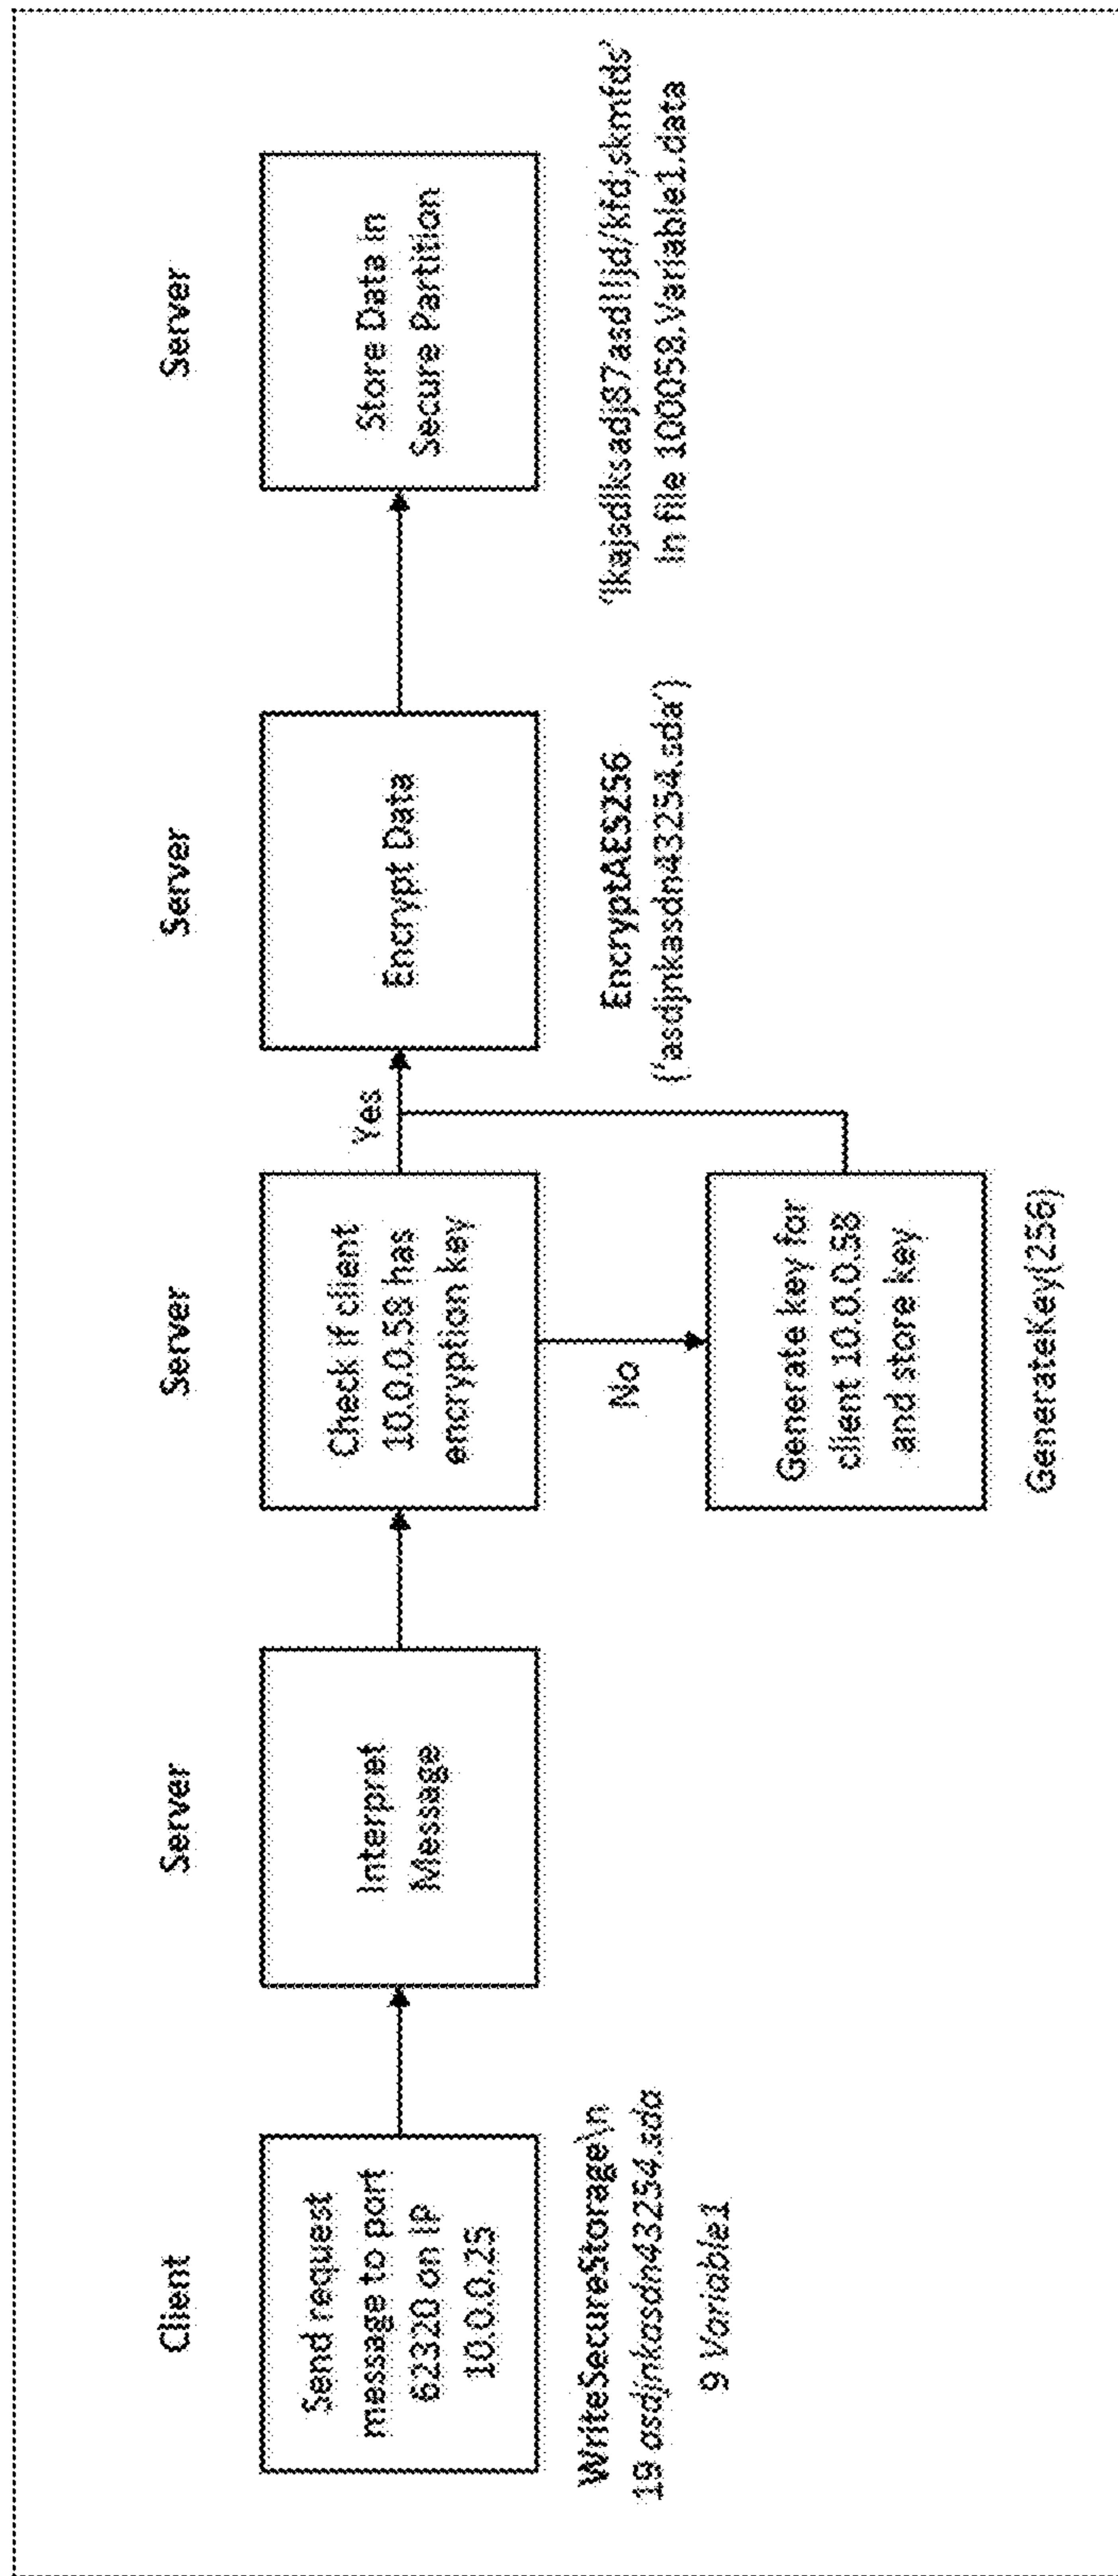 Client
Server
Server
Server
Server
Send request
message to port
62320 on IP
10.0.0.25
Interpret
Message
Check if client
10.0.0.58 has
encryption key
Yes
Encrypt Data
Store Data in
Secure Partition
WriteSecureStorage\n
19 asdjnkasdn43254.sda
9 Variable1
No
Generate key for
client 10.0.0.58
and store key
GenerateKey(256)
EncryptAES256
('asdjnkasdn43254.sda')
in file 100058.Variable1.data